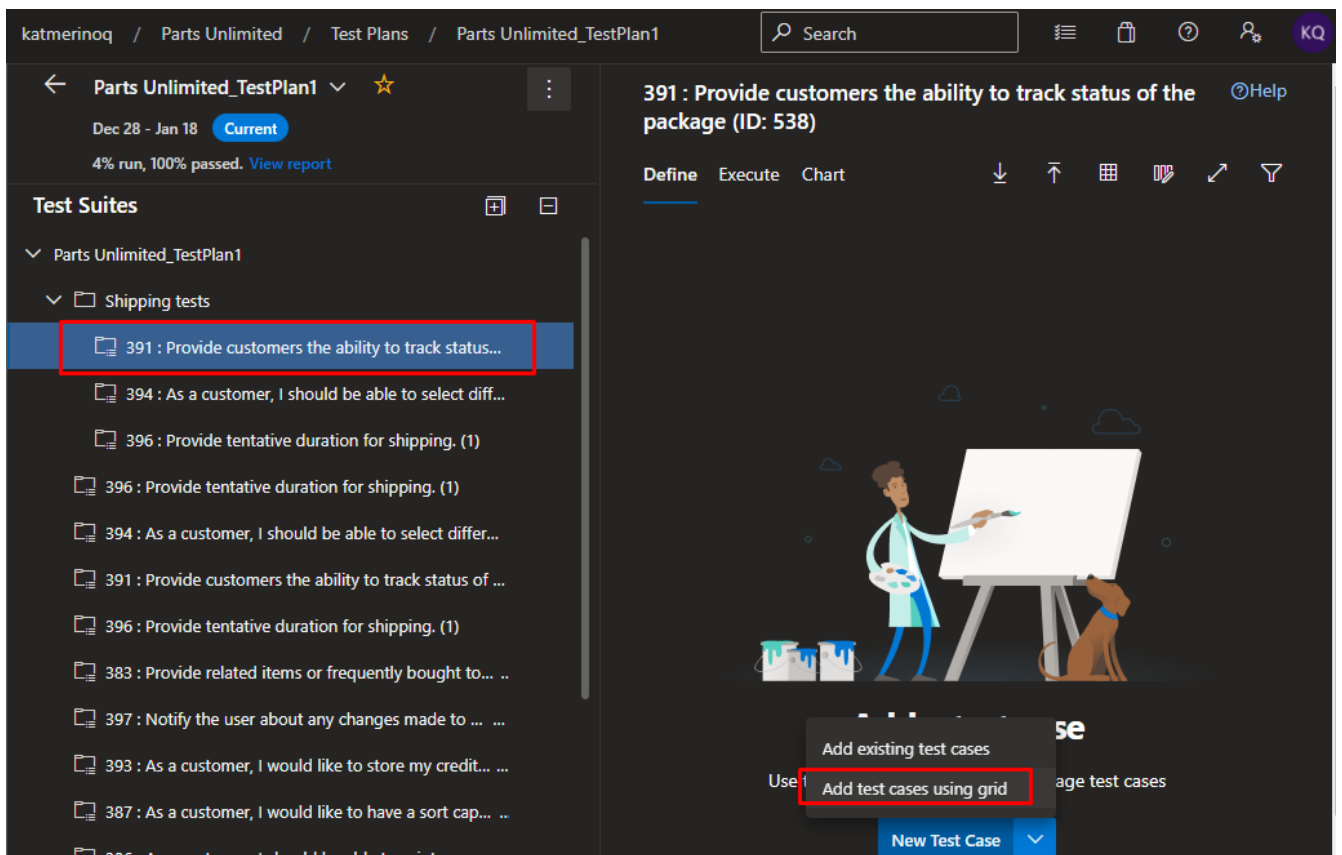 katmerinoq / Parts Unlimited / Test Plans / Parts Unlimited_TestPlan1
Search
KQ
Parts Unlimited_TestPlan1
Dec 28 - Jan 18 Current
4% run, 100% passed. View report
Test Suites
Parts Unlimited_TestPlan1
Shipping tests
391 : Provide customers the ability to track status...
394 : As a customer, I should be able to select diff...
396 : Provide tentative duration for shipping. (1)
396 : Provide tentative duration for shipping. (1)
394 : As a customer, I should be able to select differ...
391 : Provide customers the ability to track status of ...
396 : Provide tentative duration for shipping. (1)
383 : Provide related items or frequently bought to... ..
397 : Notify the user about any changes made to ... ...
393 : As a customer, I would like to store my credit... ...
387 : As a customer, I would like to have a sort cap... ..
391 : Provide customers the ability to track status of the
package (ID: 538)
Help
Define Execute Chart
Add existing test cases
Add test cases using grid
Use
age test cases
New Test Case